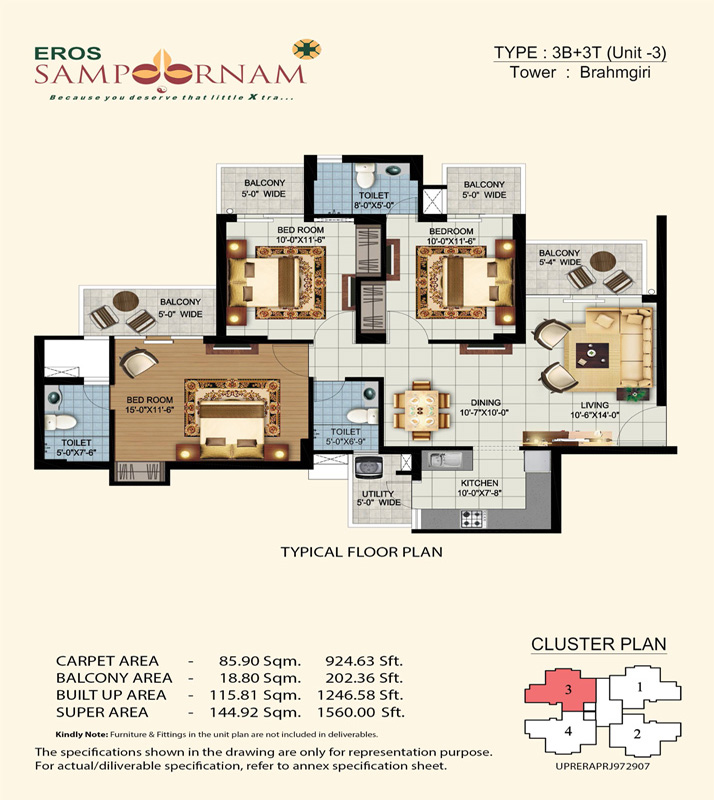 EROS
SAMPOORNAM
Because you deserve that little X tra...
TYPE : 3B+3T (Unit -3)
Tower : Brahmgiri
BALCONY
5'-0" WIDE
TOILET
8'-0"X5'-0"
BALCONY
5'-0" WIDE
BED ROOM
10'-0"X11'-6"
BEDROOM
10'-0"X11'-6"
BALCONY
5'-4" WIDE
BALCONY
5'-0" WIDE
BED ROOM
15'-0"X11'-6"
DINING
10'-7"X10'-0"
LIVING
10'-6"X14'-0"
TOILET
5'-0"X7'-6"
TOILET
5'-0"X6'-9"
UTILITY
5'-0" WIDE
KITCHEN
10'-0"X7'-8"
TYPICAL FLOOR PLAN
CARPET AREA - 85.90 Sqm. 924.63 Sft.
BALCONY AREA - 18.80 Sqm. 202.36 Sft.
BUILT UP AREA - 115.81 Sqm. 1246.58 Sft.
SUPER AREA - 144.92 Sqm. 1560.00 Sft.
Kindly Note: Furniture & Fittings in the unit plan are not included in deliverables.
The specifications shown in the drawing are only for representation purpose.
For actual/diliverable specification, refer to annex specification sheet.
CLUSTER PLAN
3
1
4
2
UPRERAPRJ972907